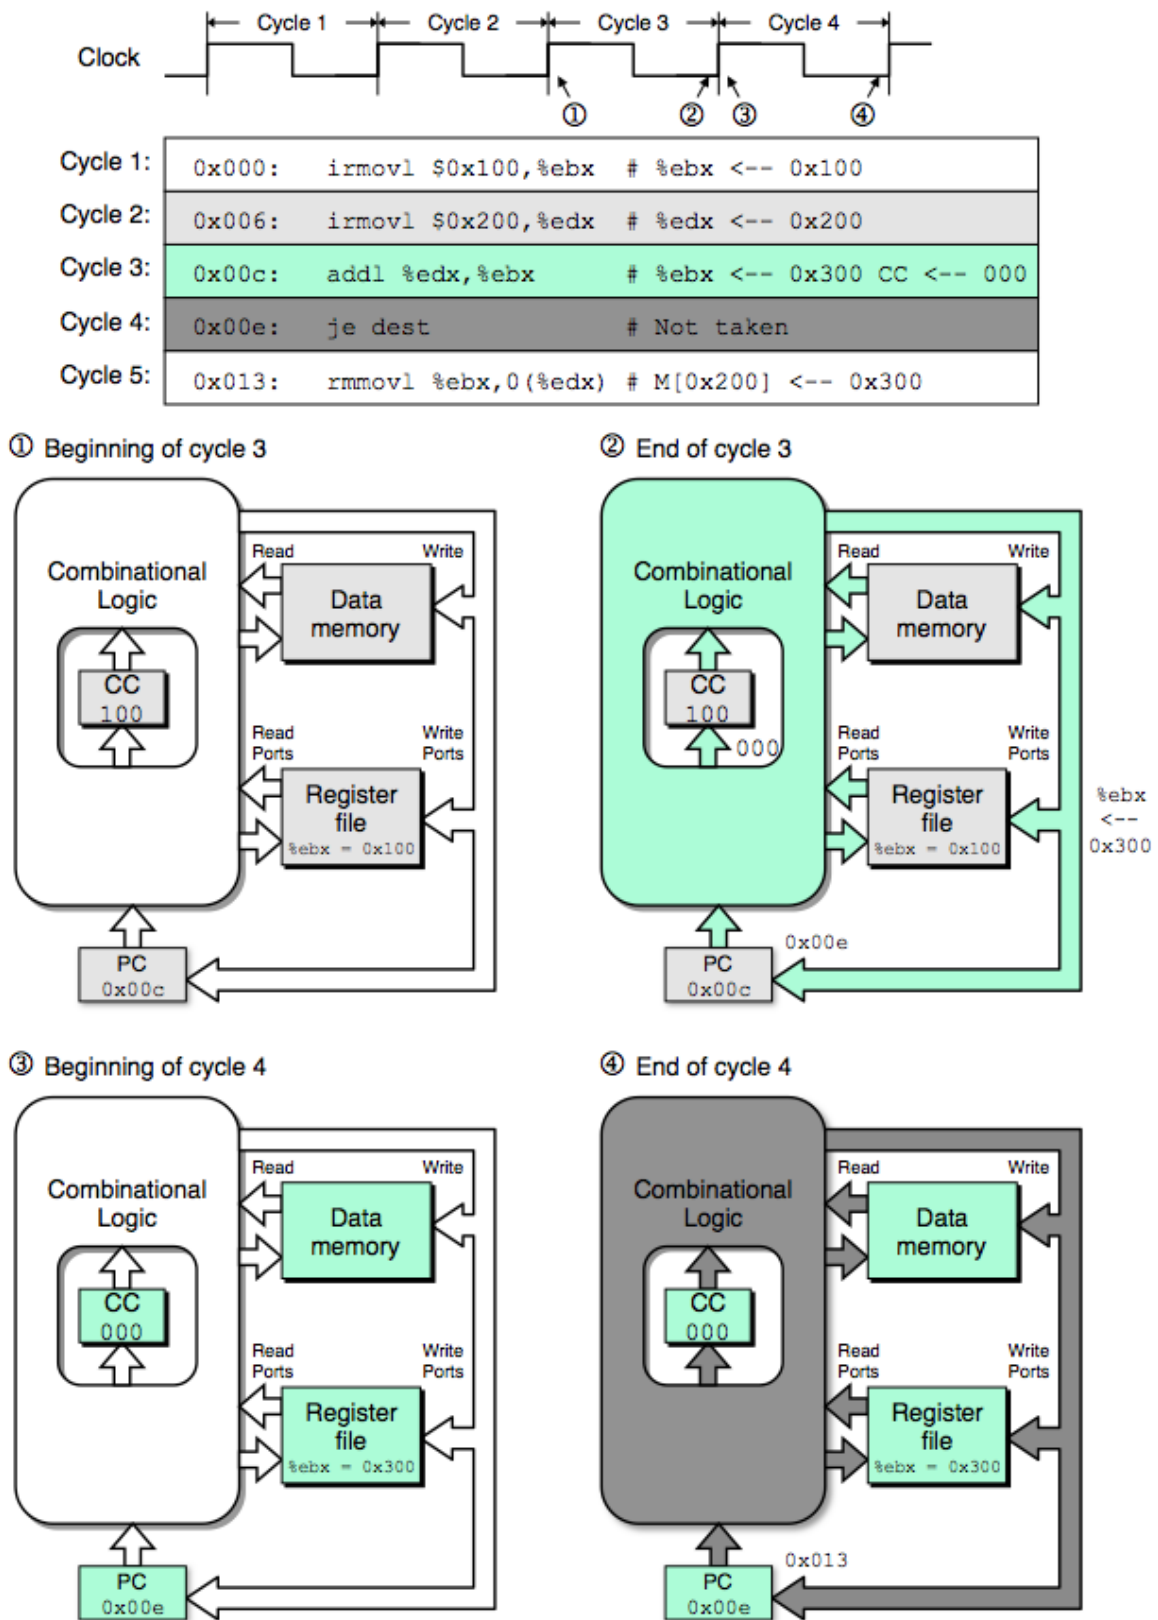 Cycle 1 Cycle 2 Cycle 3 Cycle 4
Clock
① ② ③ ④
Cycle 1: 0x000: irmovl $0x100,%ebx # %ebx <-- 0x100
Cycle 2: 0x006: irmovl $0x200,%edx # %edx <-- 0x200
Cycle 3: 0x00c: addl %edx,%ebx # %ebx <-- 0x300 CC <-- 000
Cycle 4: 0x00e: je dest # Not taken
Cycle 5: 0x013: rmmovl %ebx,0(%edx) # M[0x200] <-- 0x300
① Beginning of cycle 3
Combinational
Logic
CC
100
Read
Write
Data
memory
Read
Ports
Write
Ports
Register
file
%ebx = 0x100
PC
0x00c
② End of cycle 3
Combinational
Logic
CC
100
000
Read
Write
Data
memory
Read
Ports
Write
Ports
Register
file
%ebx = 0x100
%ebx
<--
0x300
0x00e
PC
0x00c
③ Beginning of cycle 4
Combinational
Logic
CC
000
Read
Write
Data
memory
Read
Ports
Write
Ports
Register
file
%ebx = 0x300
PC
0x00e
④ End of cycle 4
Combinational
Logic
CC
000
Read
Write
Data
memory
Read
Ports
Write
Ports
Register
file
%ebx = 0x300
0x013
PC
0x00e